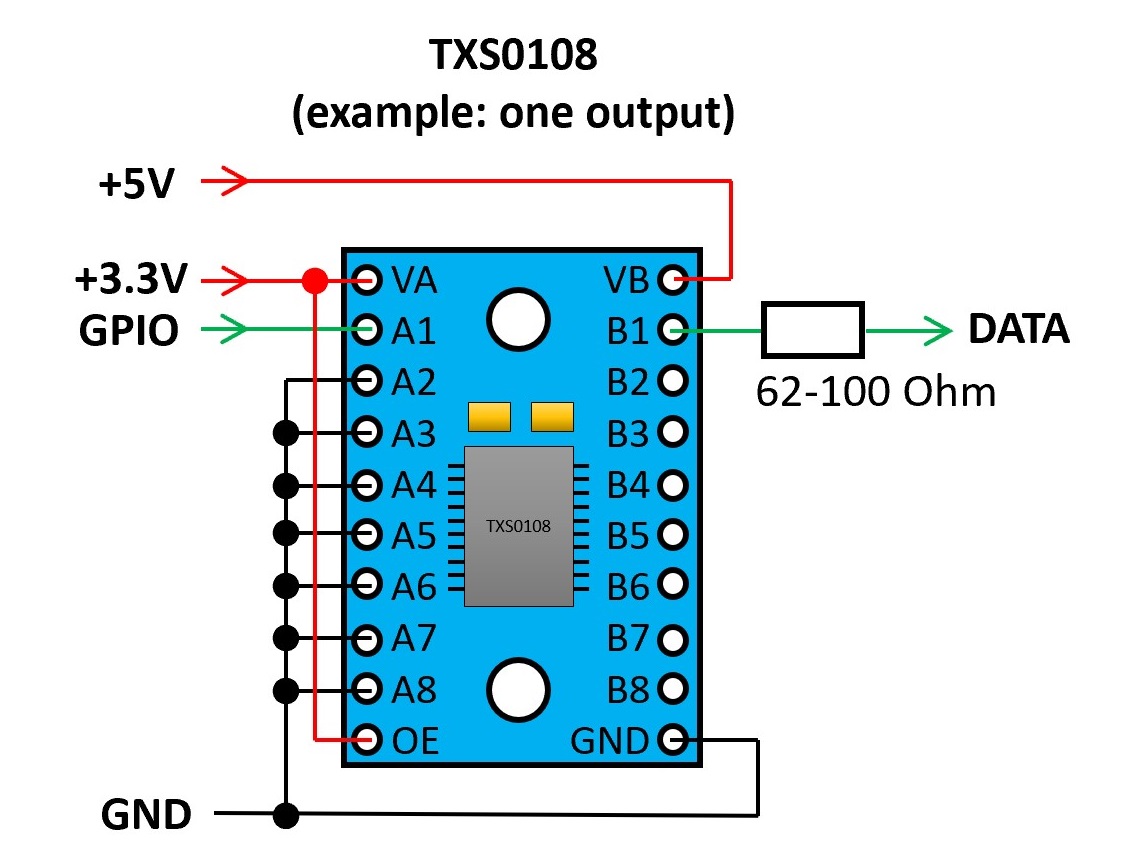 TXS0108
(example: one output)
+5V
+3.3V
GPIO
VA
VB
A1
B1
DATA
62-100 Ohm
A2
B2
A3
B3
A4
B4
TXS0108
A5
B5
A6
B6
A7
B7
A8
B8
OE
GND
GND